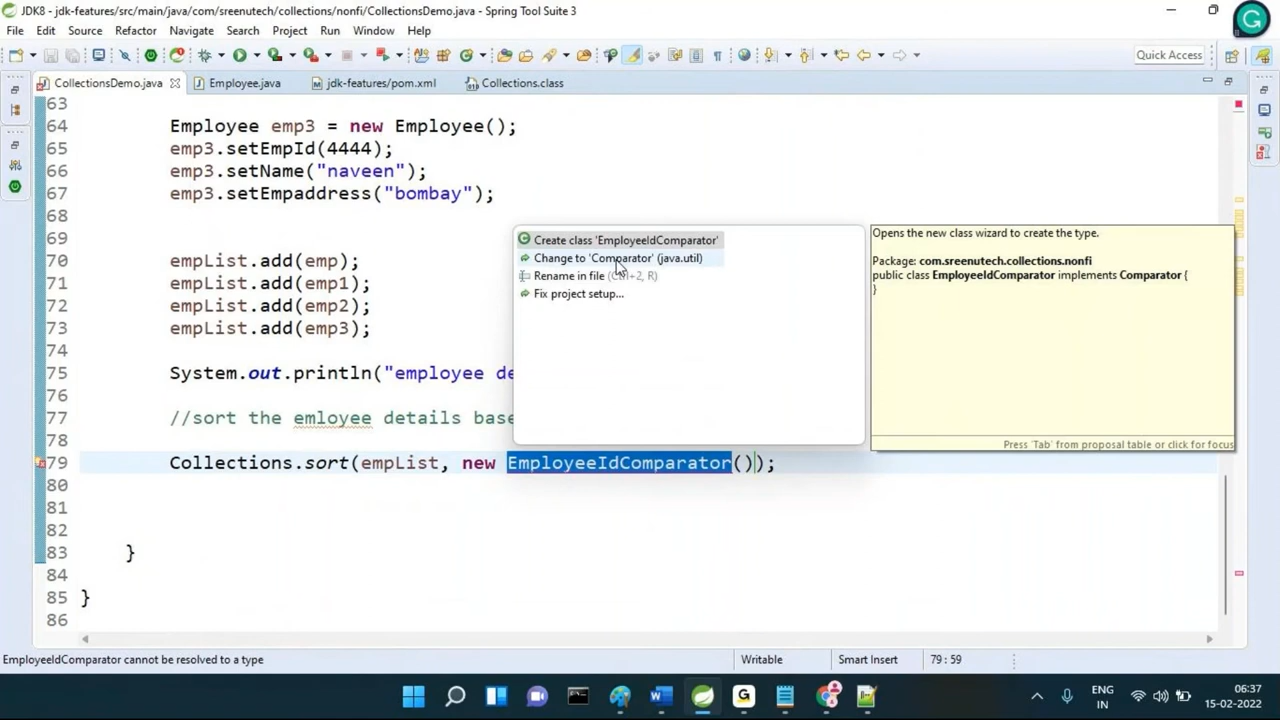 JDK8 - jdk-features/src/main/java/com/sreenutech/collections/nonfi/CollectionsDemo.java - Spring Tool Suite 3
File Edit Source Refactor Navigate Search Project Run Window Help
Quick Access
CollectionsDemo.java Employee.java jdk-features/pom.xml Collections.class
63
64 Employee emp3 = new Employee();
65 emp3.setEmpId(4444);
66 emp3.setName("naveen");
67 emp3.setEmpaddress("bombay");
68
69
70 empList.add(emp);
71 empList.add(emp1);
72 empList.add(emp2);
73 empList.add(emp3);
74
75 System.out.println("employee de
76
77 //sort the emloyee details base
78
79 Collections.sort(empList, new EmployeeIdComparator());
80
81
82
83 }
84
85 }
86
Create class 'EmployeeIdComparator'
Change to 'Comparator' (java.util)
Rename in file (Ctrl+2, R)
Fix project setup...
Opens the new class wizard to create the type.
Package: com.sreenutech.collections.nonfi
public class EmployeeIdComparator implements Comparator {
}
Press 'Tab' from proposal table or click for focus
EmployeeIdComparator cannot be resolved to a type
Writable Smart Insert 79 : 59
ENG
IN
06:37
15-02-2022